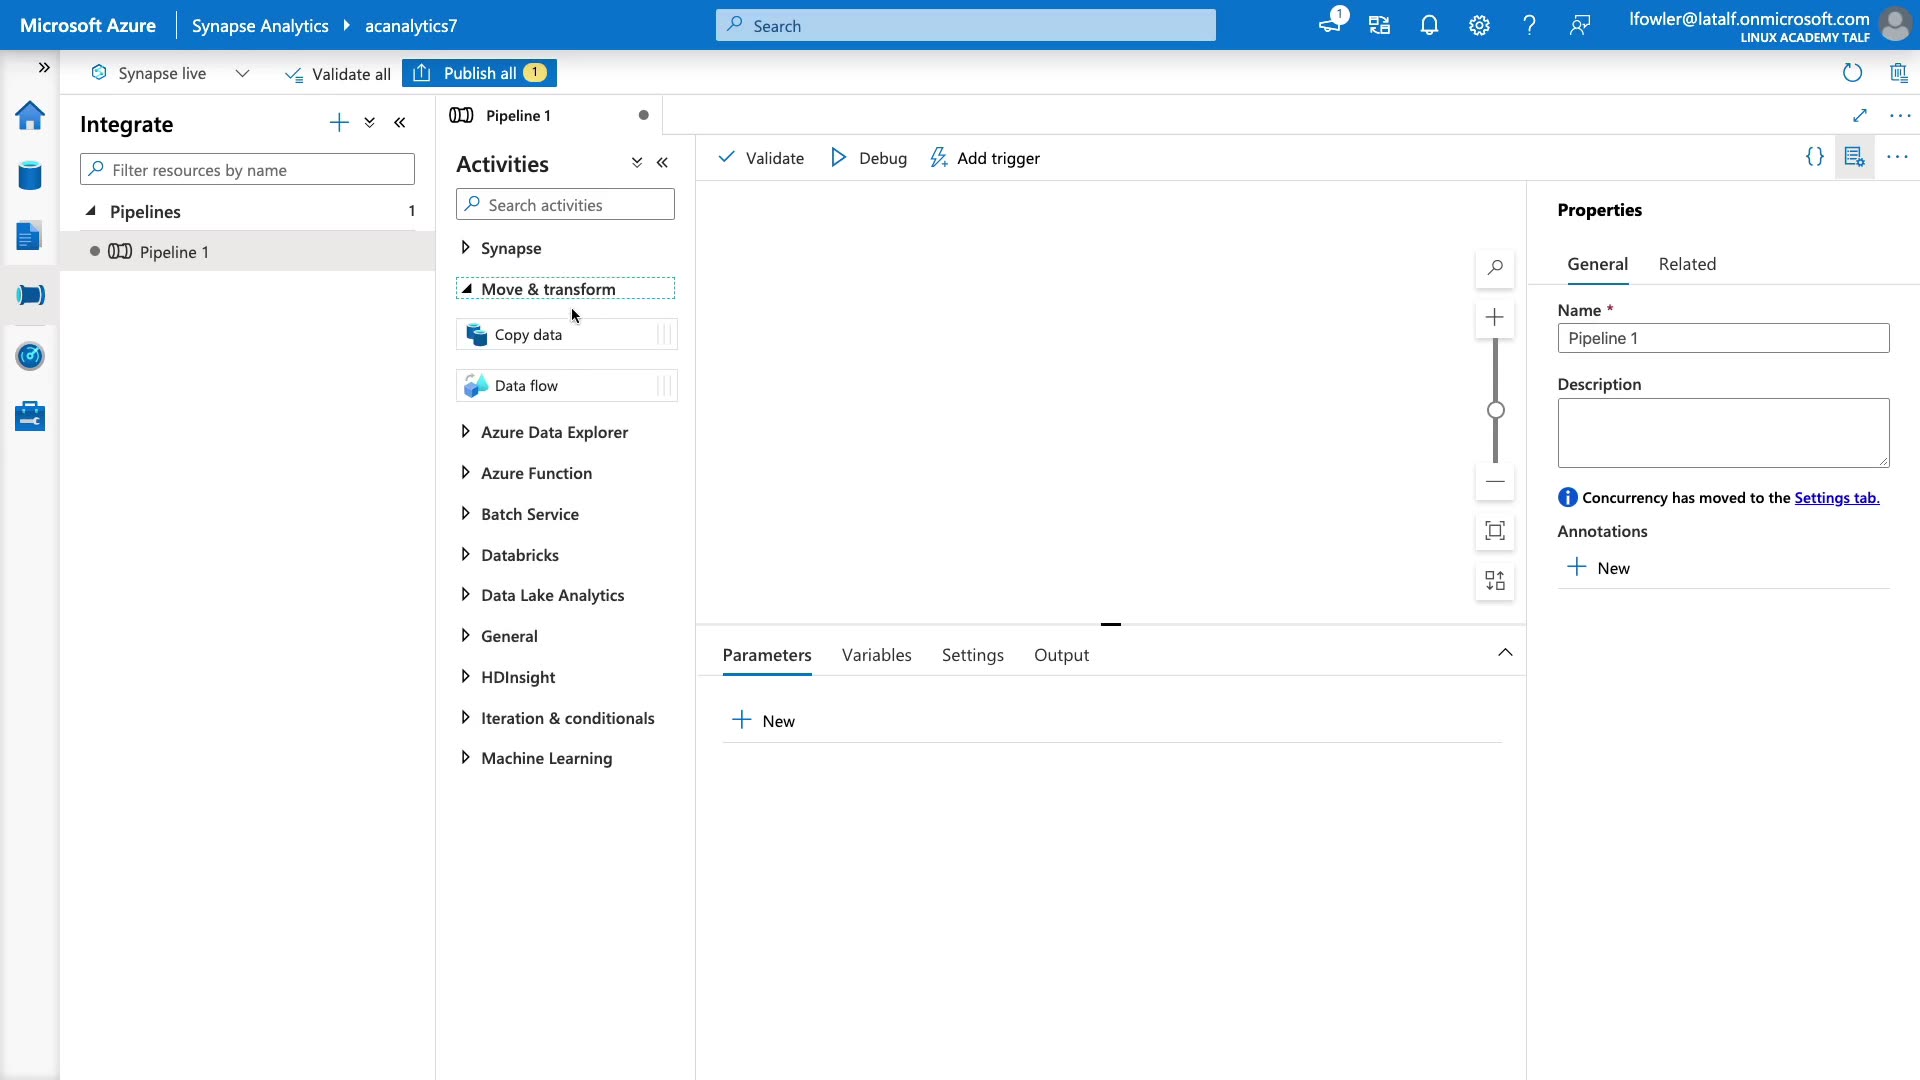 Microsoft Azure
Synapse Analytics
acanalytics7
Search
1
lfowler@latalf.onmicrosoft.com
LINUX ACADEMY TALF
Synapse live
Validate all
Publish all 1
Integrate
Filter resources by name
Pipelines 1
Pipeline 1
Pipeline 1
Activities
Search activities
Synapse
Move & transform
Copy data
Data flow
Azure Data Explorer
Azure Function
Batch Service
Databricks
Data Lake Analytics
General
HDInsight
Iteration & conditionals
Machine Learning
Validate
Debug
Add trigger
Parameters
Variables
Settings
Output
New
Properties
General
Related
Name *
Pipeline 1
Description
Concurrency has moved to the Settings tab.
Annotations
New